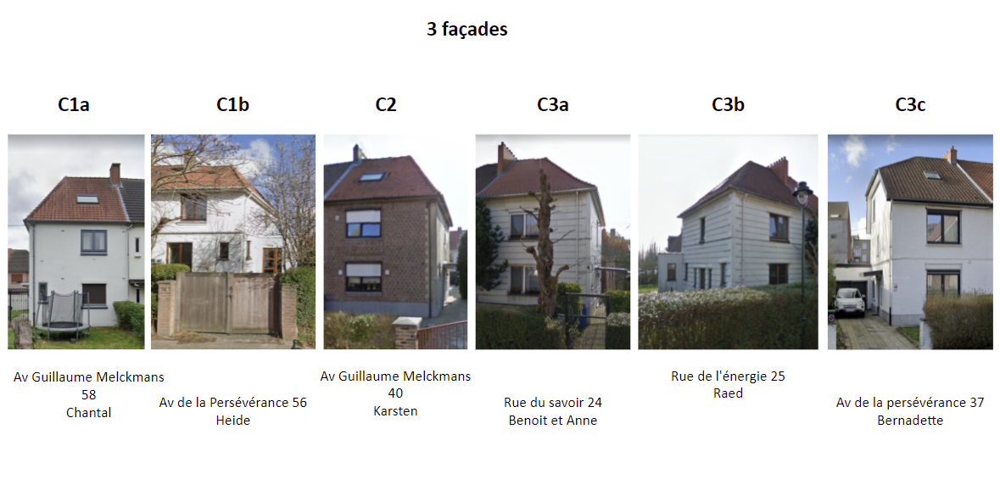 3 façades
C1a
C1b
C2
C3a
C3b
C3c
Av Guillaume Melckmans
58
Chantal
Av de la Persévérance 56
Heide
Av Guillaume Melckmans
40
Karsten
Rue du savoir 24
Benoit et Anne
Rue de l'énergie 25
Raed
Av de la persévérance 37
Bernadette